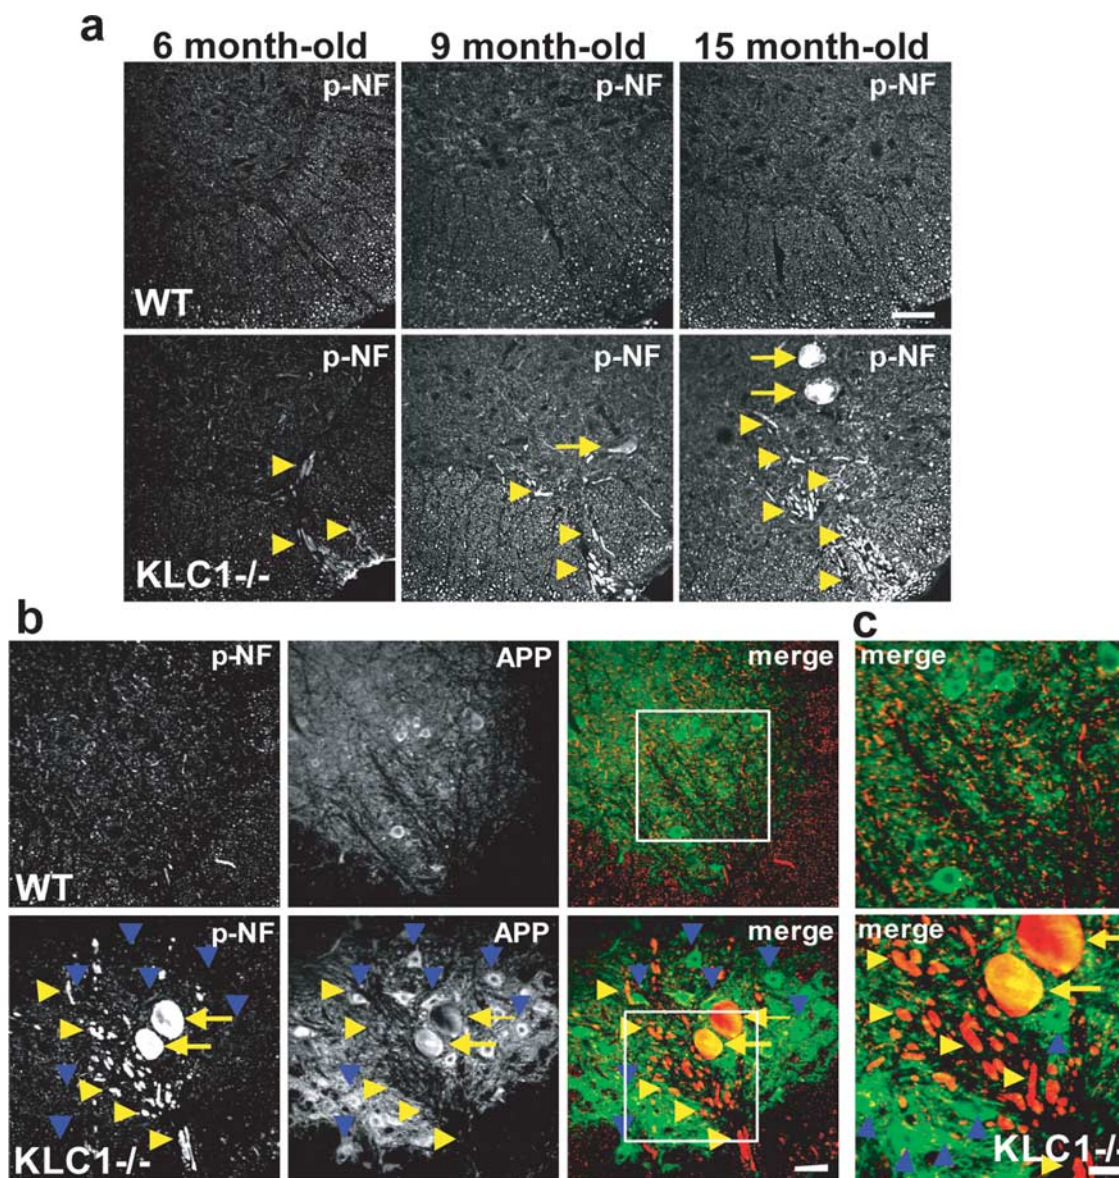 a
6 month-old 9 month-old 15 month-old
p-NF p-NF p-NF
WT
p-NF p-NF p-NF
KLC1-/-
b c
p-NF APP merge merge
WT
p-NF APP merge merge
KLC1-/- KLC1-/-